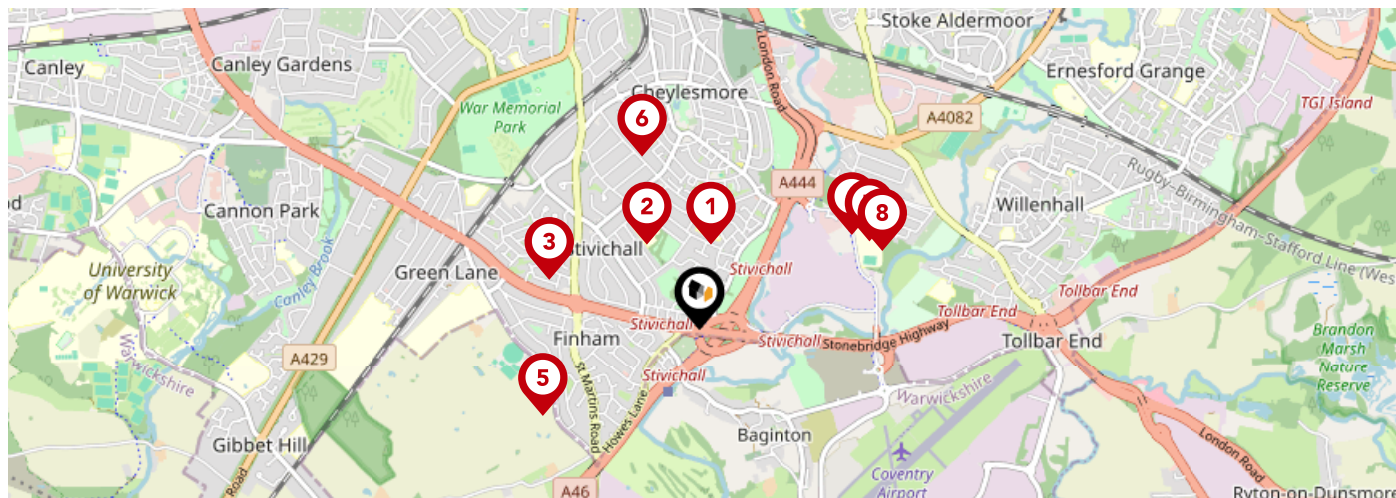 Stoke Aldermoor
Canley
Canley Gardens
London Road
Ernesford Grange
Cheylesmore
War Memorial
Park
TGI Island
A4082
6
Rugby-Birmingham-Stafford Line (Wes
A444
Cannon Park
2
1
8
Willenhall
3
Stivichall
University
of Warwick
Canley Brook
Green Lane
Stivichall
Tollbar End
Stivichall
Tollbar End
Finham
Stivichall
Stonebridge Highway
Tollbar End
Brandon
Marsh
Nature
Reserve
A429
Warwickshire
5
St Martins Road
Stivichall
Howes Lane
Warwickshire
Gibbet Hill
Baginton
London Road
Road
Coventry
Airport
A46
Ryton-on-Dunsmor